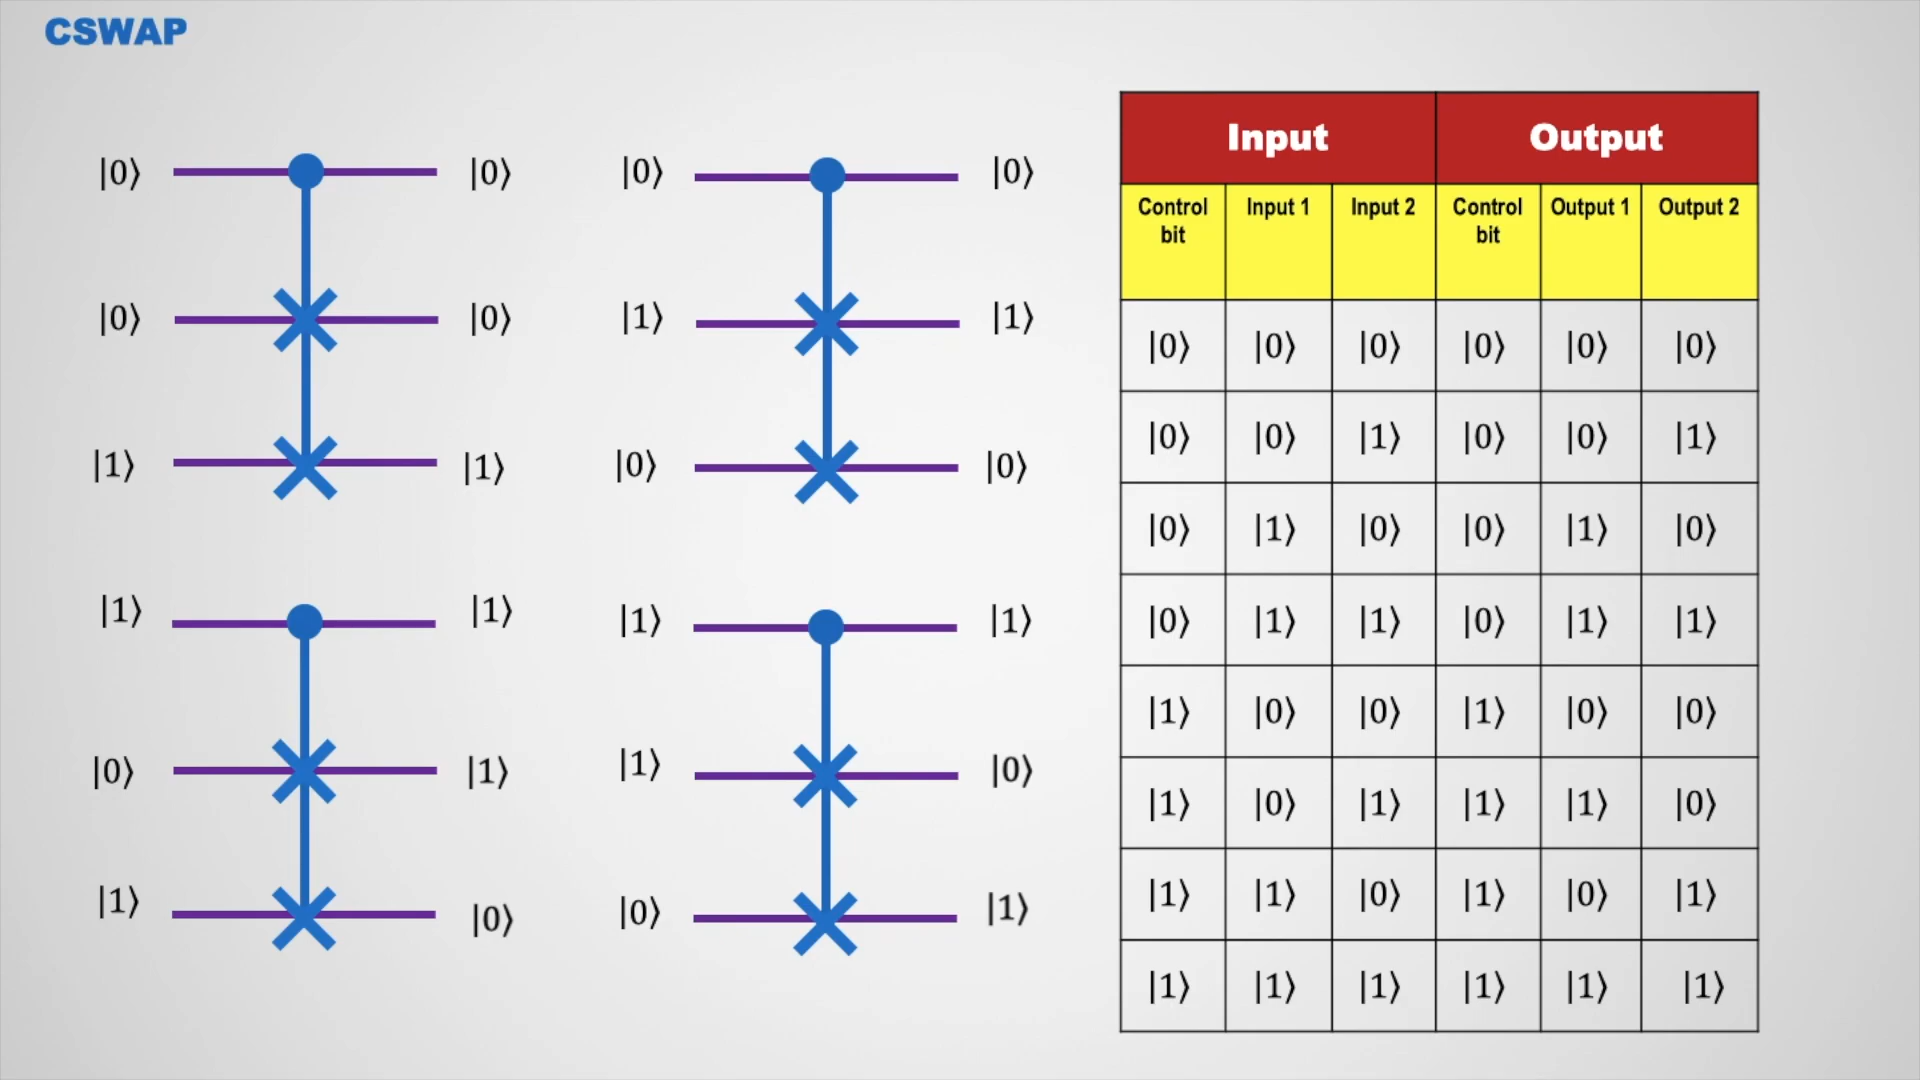 CSWAP
|0⟩ |0⟩
|0⟩ |0⟩
|1⟩ |1⟩
|0⟩ |0⟩
|1⟩ |1⟩
|0⟩ |0⟩
|1⟩ |1⟩
|0⟩ |1⟩
|1⟩ |0⟩
|1⟩ |1⟩
|1⟩ |0⟩
|0⟩ |1⟩
Input Output
Control bit Input 1 Input 2 Control bit Output 1 Output 2
|0⟩ |0⟩ |0⟩ |0⟩ |0⟩ |0⟩
|0⟩ |0⟩ |1⟩ |0⟩ |0⟩ |1⟩
|0⟩ |1⟩ |0⟩ |0⟩ |1⟩ |0⟩
|0⟩ |1⟩ |1⟩ |0⟩ |1⟩ |1⟩
|1⟩ |0⟩ |0⟩ |1⟩ |0⟩ |0⟩
|1⟩ |0⟩ |1⟩ |1⟩ |1⟩ |0⟩
|1⟩ |1⟩ |0⟩ |1⟩ |0⟩ |1⟩
|1⟩ |1⟩ |1⟩ |1⟩ |1⟩ |1⟩